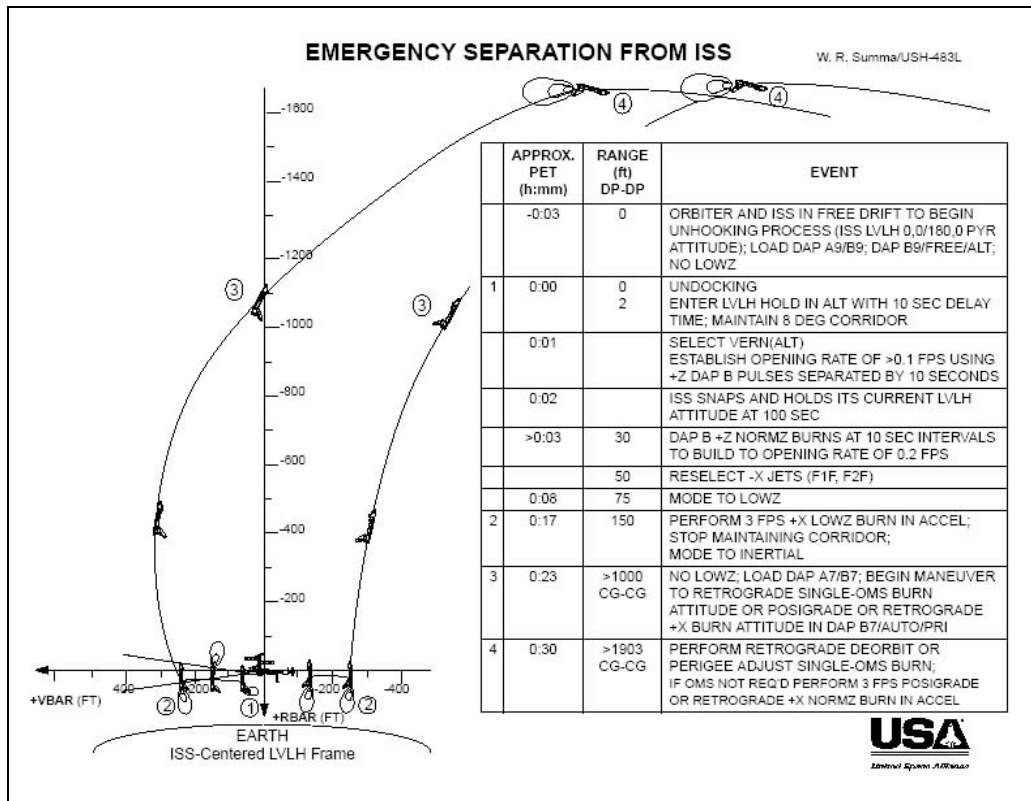 EMERGENCY SEPARATION FROM ISS
W. R. Summa/USH-483L
-1600
-1400
-1200
-1000
-800
-600
-400
-200
4
4
3
3
400
200
-200
-400
+VBAR (FT)
2
1
2
+RBAR (FT)
EARTH
ISS-Centered LVLH Frame
APPROX.
PET
(h:mm)
RANGE
(ft)
DP-DP
EVENT
-0:03
0
ORBITER AND ISS IN FREE DRIFT TO BEGIN
UNHOOKING PROCESS (ISS LVLH 0,0/180,0 PYR
ATTITUDE); LOAD DAP A9/B9; DAP B9/FREE/ALT;
NO LOWZ
1
0:00
0
2
UNDOCKING
ENTER LVLH HOLD IN ALT WITH 10 SEC DELAY
TIME; MAINTAIN 8 DEG CORRIDOR
0:01
SELECT VERN(ALT)
ESTABLISH OPENING RATE OF >0.1 FPS USING
+Z DAP B PULSES SEPARATED BY 10 SECONDS
0:02
ISS SNAPS AND HOLDS ITS CURRENT LVLH
ATTITUDE AT 100 SEC
>0:03
30
DAP B +Z NORMZ BURNS AT 10 SEC INTERVALS
TO BUILD TO OPENING RATE OF 0.2 FPS
50
RESELECT -X JETS (F1F, F2F)
0:08
75
MODE TO LOWZ
2
0:17
150
PERFORM 3 FPS +X LOWZ BURN IN ACCEL;
STOP MAINTAINING CORRIDOR;
MODE TO INERTIAL
3
0:23
>1000
CG-CG
NO LOWZ; LOAD DAP A7/B7; BEGIN MANEUVER
TO RETROGRADE SINGLE-OMS BURN
ATTITUDE OR POSIGRADE OR RETROGRADE
+X BURN ATTITUDE IN DAP B7/AUTO/PRI
4
0:30
>1903
CG-CG
PERFORM RETROGRADE DEORBIT OR
PERIGEE ADJUST SINGLE-OMS BURN;
IF OMS NOT REQ'D PERFORM 3 FPS POSIGRADE
OR RETROGRADE +X NORMZ BURN IN ACCEL
USA
United Space Alliance